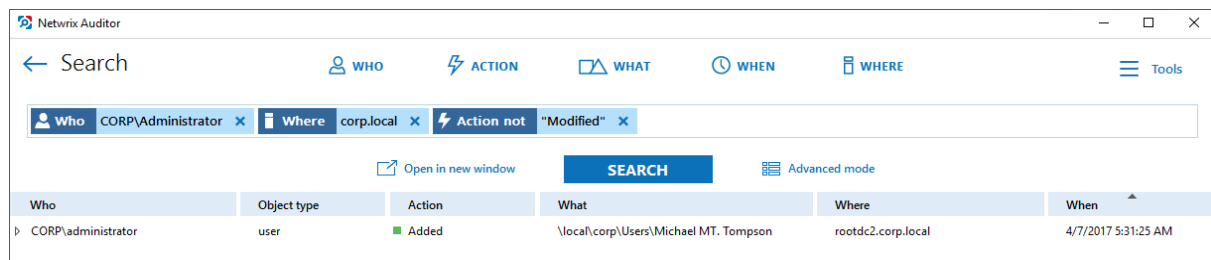 Netwrix Auditor
Search WHO ACTION WHAT WHEN WHERE Tools
Who CORP\Administrator × Where corp.local × Action not "Modified" ×
Open in new window SEARCH Advanced mode
Who Object type Action What Where When
CORP\administrator user Added \local\corp\Users\Michael MT. Tompson rootdc2.corp.local 4/7/2017 5:31:25 AM